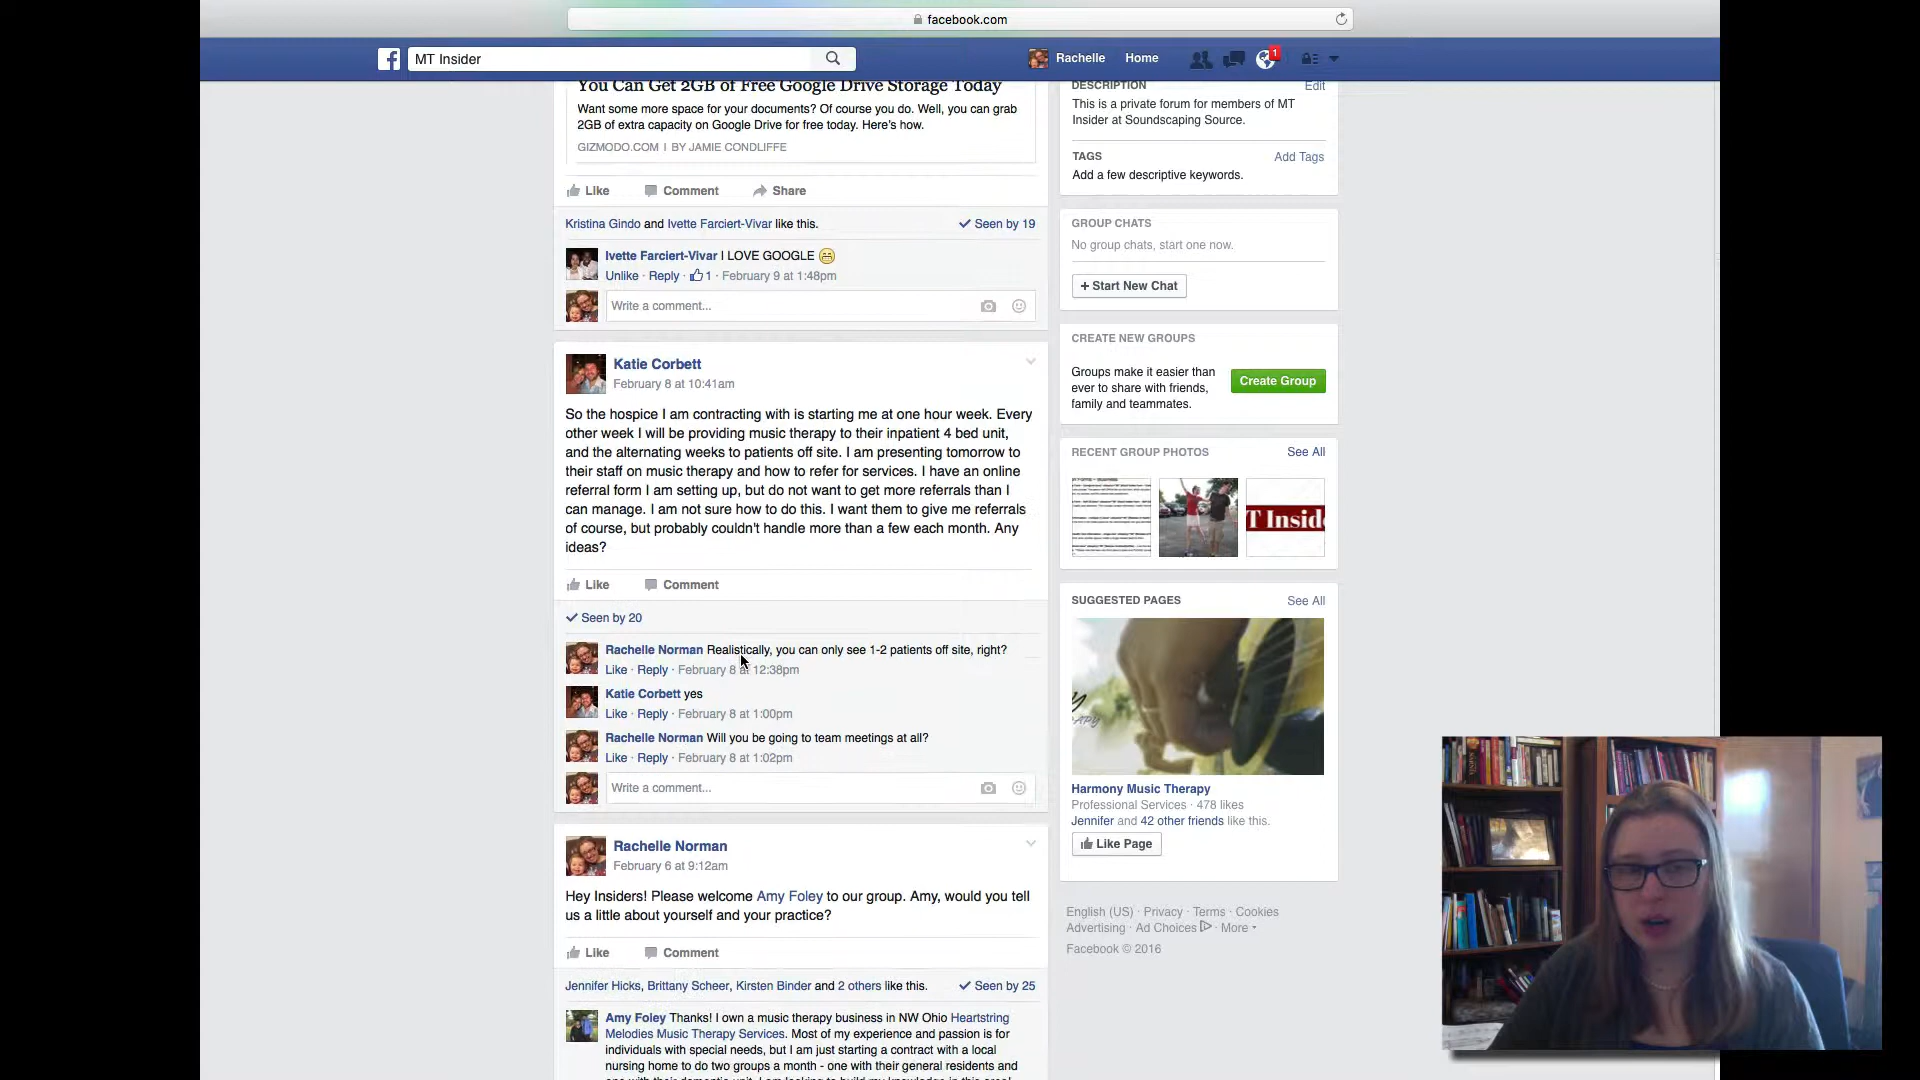 facebook.com
MT Insider
Rachelle
Home
1
You Can Get 2GB of Free Google Drive Storage Today
Want some more space for your documents? Of course you do. Well, you can grab
2GB of extra capacity on Google Drive for free today. Here's how.
GIZMODO.COM | BY JAMIE CONDLIFFE
Like Comment Share
Kristina Gindo and Ivette Farciert-Vivar like this.
Seen by 19
Ivette Farciert-Vivar I LOVE GOOGLE 😁
Unlike · Reply · 1 · February 9 at 1:48pm
Write a comment...
Katie Corbett
February 8 at 10:41am
So the hospice I am contracting with is starting me at one hour week. Every
other week I will be providing music therapy to their inpatient 4 bed unit,
and the alternating weeks to patients off site. I am presenting tomorrow to
their staff on music therapy and how to refer for services. I have an online
referral form I am setting up, but do not want to get more referrals than I
can manage. I am not sure how to do this. I want them to give me referrals
of course, but probably couldn't handle more than a few each month. Any
ideas?
Like Comment
Seen by 20
Rachelle Norman Realistically, you can only see 1-2 patients off site, right?
Like · Reply · February 8 at 12:38pm
Katie Corbett yes
Like · Reply · February 8 at 1:00pm
Rachelle Norman Will you be going to team meetings at all?
Like · Reply · February 8 at 1:02pm
Write a comment...
Rachelle Norman
February 6 at 9:12am
Hey Insiders! Please welcome Amy Foley to our group. Amy, would you tell
us a little about yourself and your practice?
Like Comment
Jennifer Hicks, Brittany Scheer, Kirsten Binder and 2 others like this.
Seen by 25
Amy Foley Thanks! I own a music therapy business in NW Ohio Heartstring
Melodies Music Therapy Services. Most of my experience and passion is for
individuals with special needs, but I am just starting a contract with a local
nursing home to do two groups a month - one with their general residents and
DESCRIPTION
Edit
This is a private forum for members of MT
Insider at Soundscaping Source.
TAGS
Add Tags
Add a few descriptive keywords.
GROUP CHATS
No group chats, start one now.
+ Start New Chat
CREATE NEW GROUPS
Groups make it easier than
ever to share with friends,
family and teammates.
Create Group
RECENT GROUP PHOTOS
See All
T Insid
SUGGESTED PAGES
See All
Harmony Music Therapy
Professional Services · 478 likes
Jennifer and 42 other friends like this.
Like Page
English (US) · Privacy · Terms · Cookies
Advertising · Ad Choices · More
Facebook © 2016